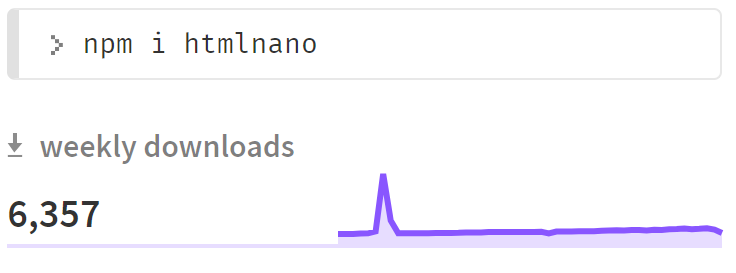 > npm i htmlnano
weekly downloads
6,357